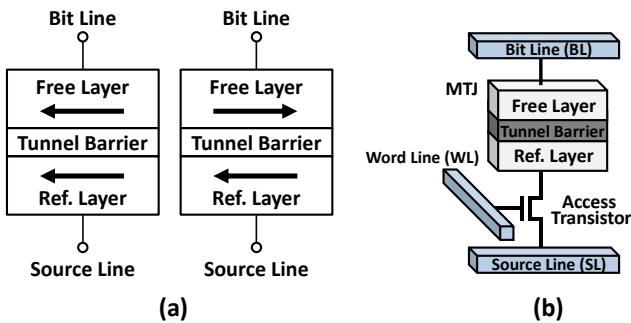 Bit Line
Free Layer
Tunnel Barrier
Ref. Layer
Source Line
Bit Line
Free Layer
Tunnel Barrier
Ref. Layer
Source Line
(a)
Bit Line (BL)
MTJ
Free Layer
Tunnel Barrier
Ref. Layer
Word Line (WL)
Access
Transistor
Source Line (SL)
(b)